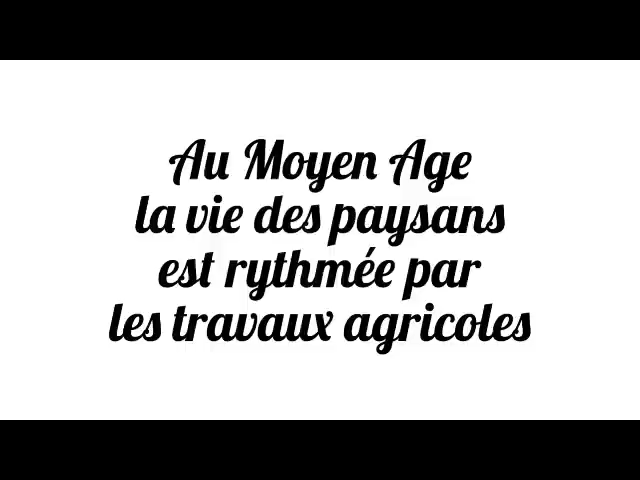 Au Moyen Age
la vie des paysans
est rythmée par
les travaux agricoles